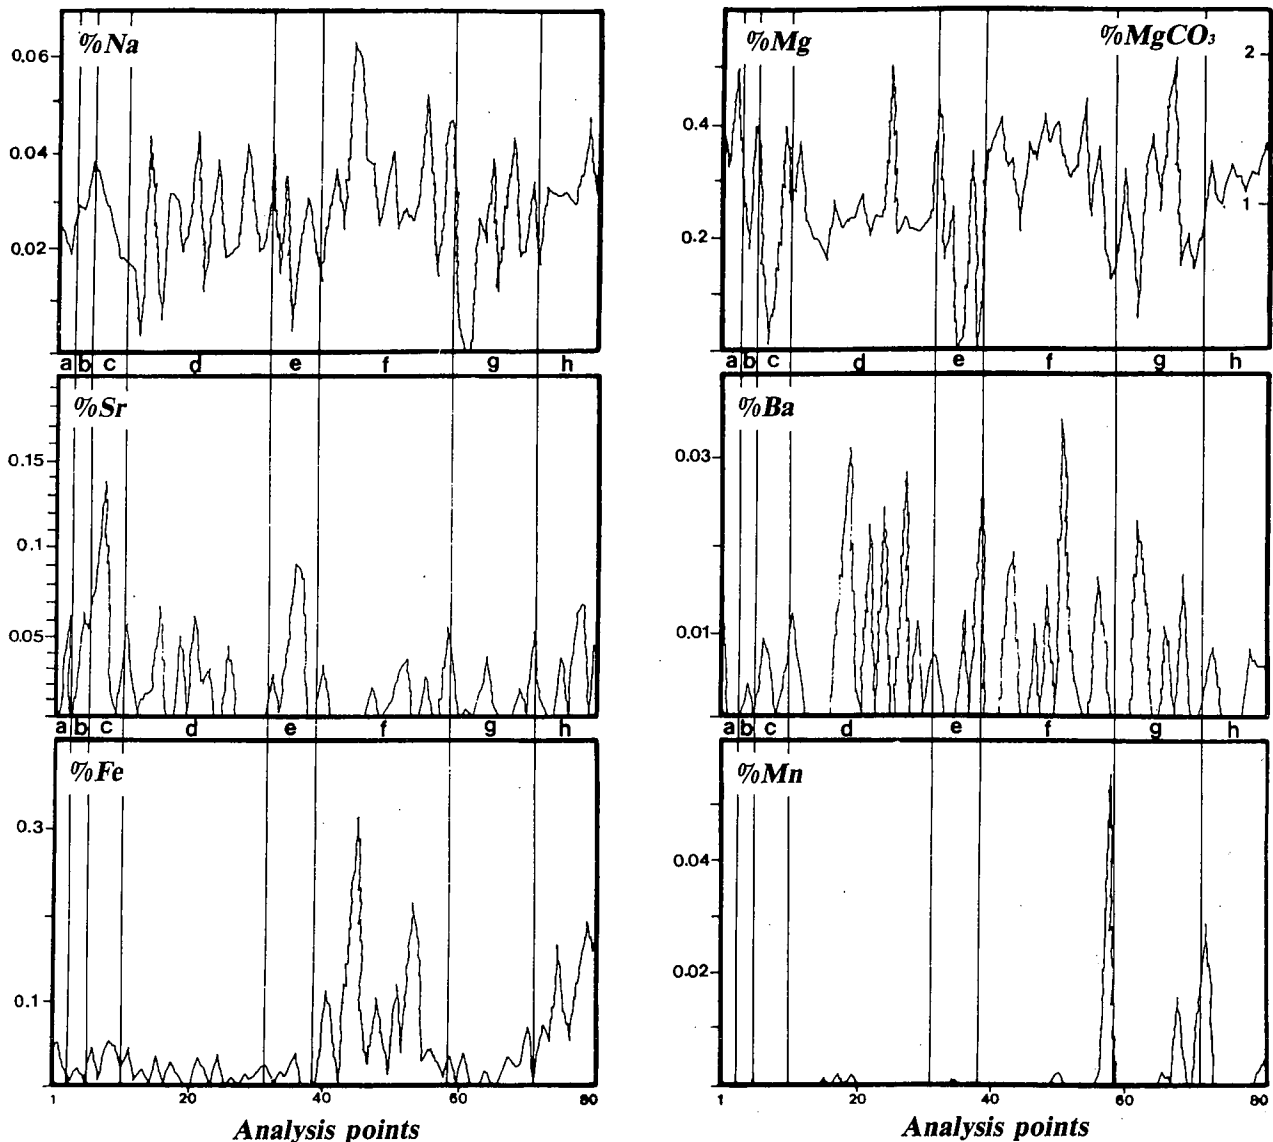 %Na
0.06
0.04
0.02
%Mg %MgCO₃
2
0.4
1
0.2
a b c d e f g h
a b c d e f g h
%Sr
0.15
0.1
0.05
%Ba
0.03
0.01
a b c d e f g h
a b c d e f g h
%Fe
0.3
0.1
1 20 40 60 80
Analysis points
%Mn
0.04
0.02
1 20 40 60 80
Analysis points